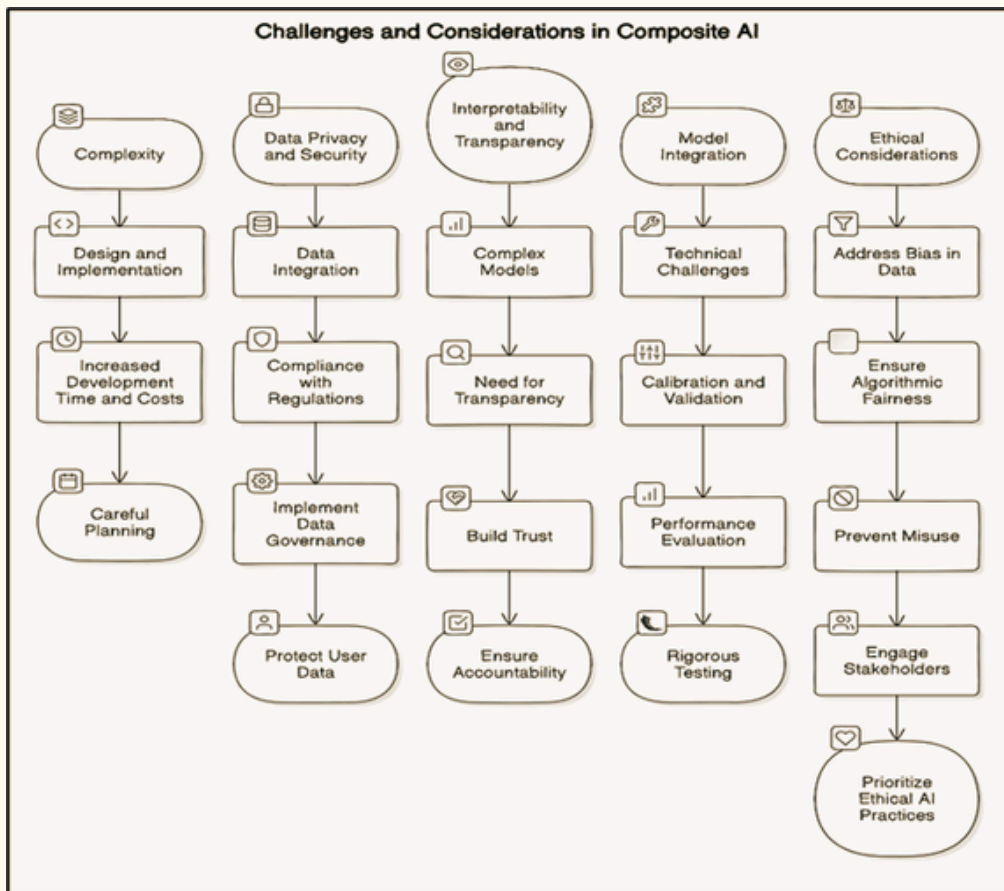 Challenges and Considerations in Composite AI
Complexity
Design and
Implementation
Increased
Development
Time and Costs
Careful
Planning
Data Privacy
and Security
Data
Integration
Compliance
with
Regulations
Implement
Data
Governance
Protect User
Data
Interpretability
and
Transparency
Complex
Models
Need for
Transparency
Build Trust
Ensure
Accountability
Model
Integration
Technical
Challenges
Calibration and
Validation
Performance
Evaluation
Rigorous
Testing
Ethical
Considerations
Address Bias in
Data
Ensure
Algorithmic
Fairness
Prevent Misuse
Engage
Stakeholders
Prioritize
Ethical AI
Practices